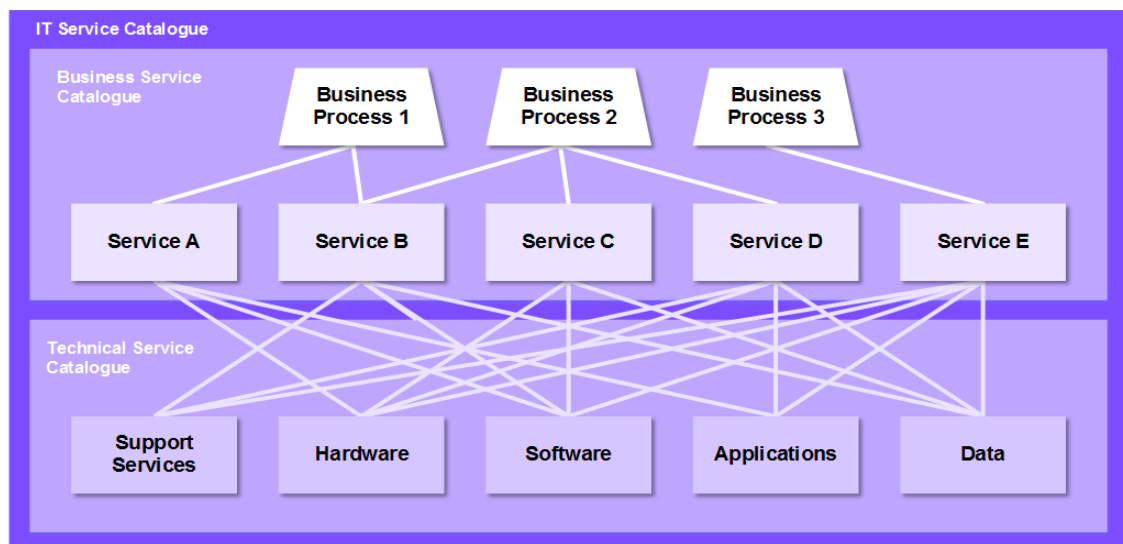 IT Service Catalogue
Business Service
Catalogue
Business
Process 1
Business
Process 2
Business
Process 3
Service A
Service B
Service C
Service D
Service E
Technical Service
Catalogue
Support
Services
Hardware
Software
Applications
Data